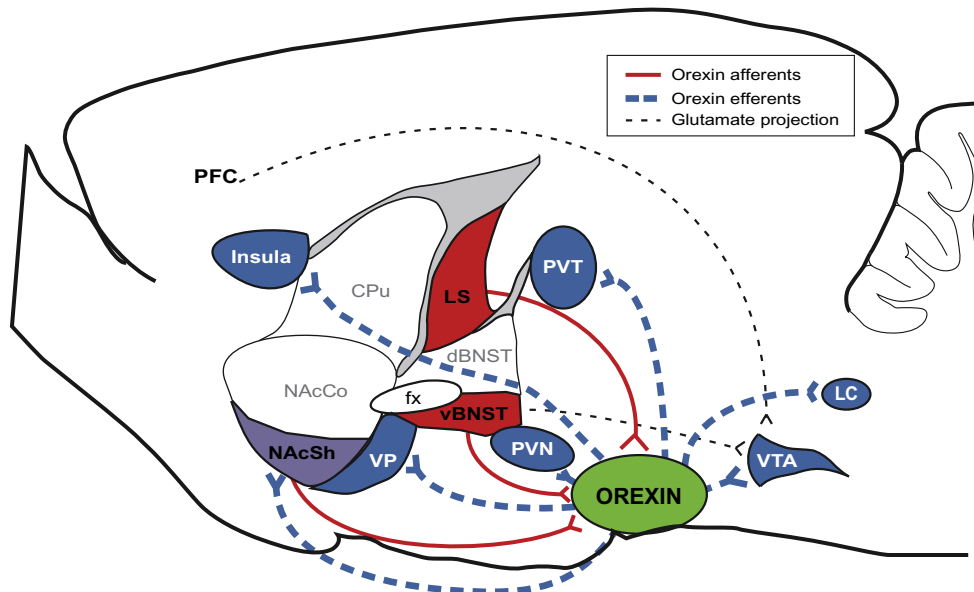 Orexin afferents
Orexin efferents
Glutamate projection
PFC
Insula
PVT
CPu
LS
dBNST
NAcCo
fx
LC
vBNST
NAcSh
VP
PVN
VTA
OREXIN